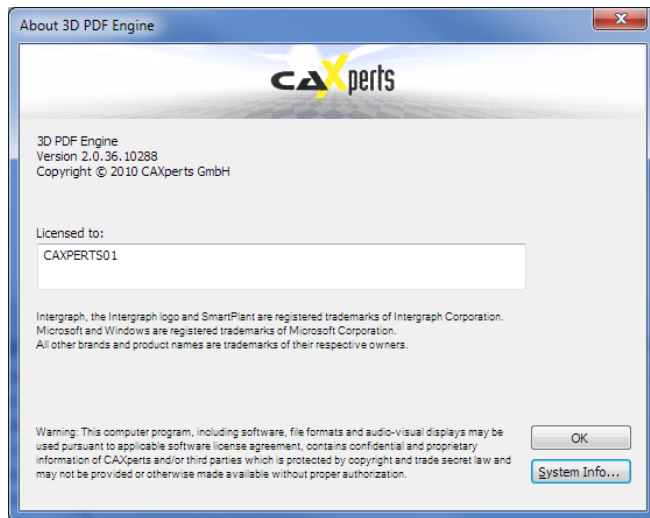 About 3D PDF Engine
caXperts
3D PDF Engine
Version 2.0.36.10288
Copyright © 2010 CAXperts GmbH
Licensed to:
CAXPERTS01
Intergraph, the Intergraph logo and SmartPlant are registered trademarks of Intergraph Corporation.
Microsoft and Windows are registered trademarks of Microsoft Corporation.
All other brands and product names are trademarks of their respective owners.
Warning: This computer program, including software, file formats and audio-visual displays may be
used pursuant to applicable software license agreement, contains confidential and proprietary
information of CAXperts and/or third parties which is protected by copyright and trade secret law and
may not be provided or otherwise made available without proper authorization.
OK
System Info...